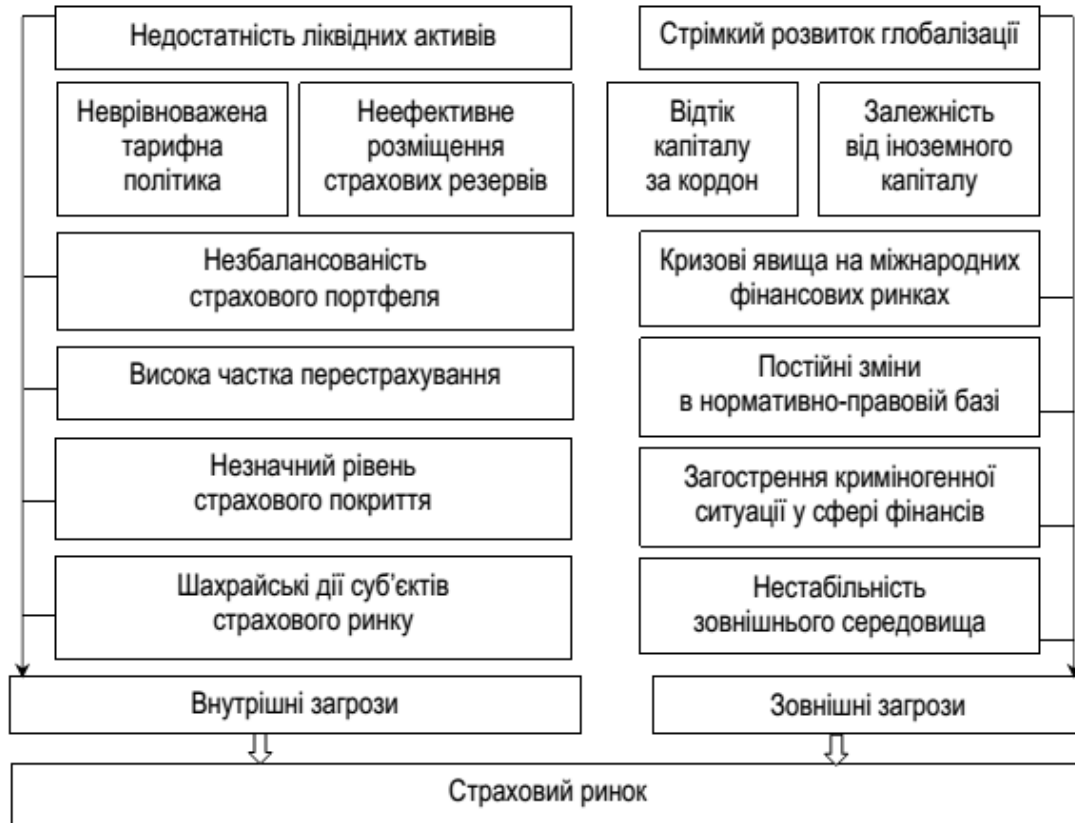 Недостатність ліквідних активів
Неврівноважена
тарифна
політика
Неефективне
розміщення
страхових резервів
Незбалансованість
страхового портфеля
Висока частка перестрахування
Незначний рівень
страхового покриття
Шахрайські дії суб’єктів
страхового ринку
Внутрішні загрози
Стрімкий розвиток глобалізації
Відтік
капіталу
за кордон
Залежність
від іноземного
капіталу
Кризові явища на міжнародних
фінансових ринках
Постійні зміни
в нормативно-правовій базі
Загострення криміногенної
ситуації у сфері фінансів
Нестабільність
зовнішнього середовища
Зовнішні загрози
Страховий ринок